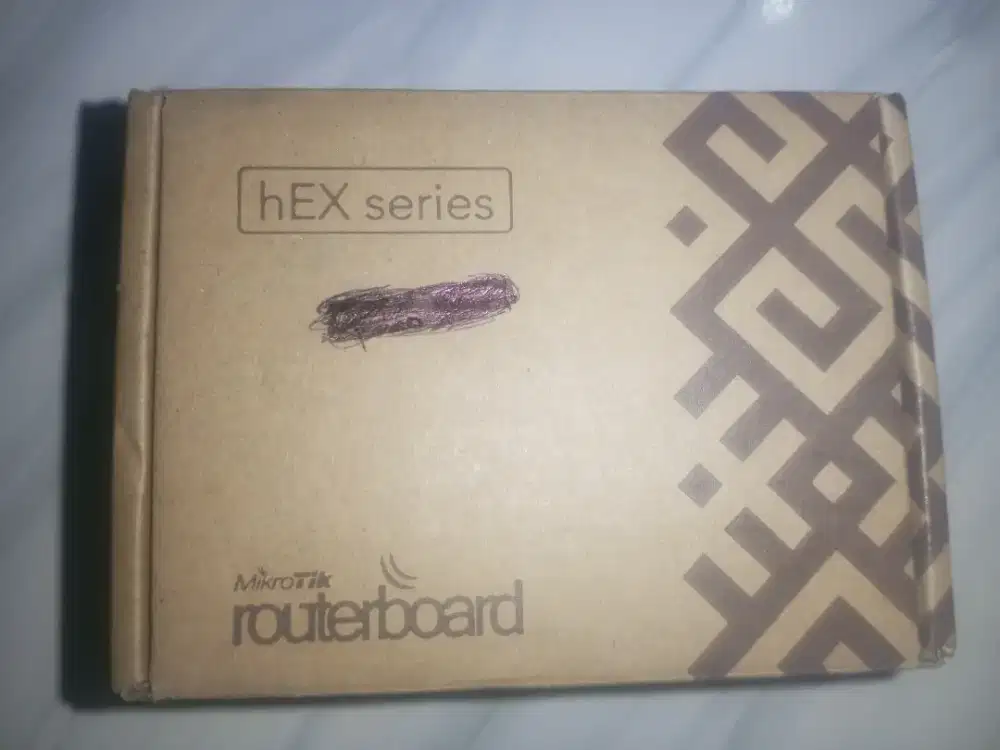 hEX series
MikroTik
routerboard